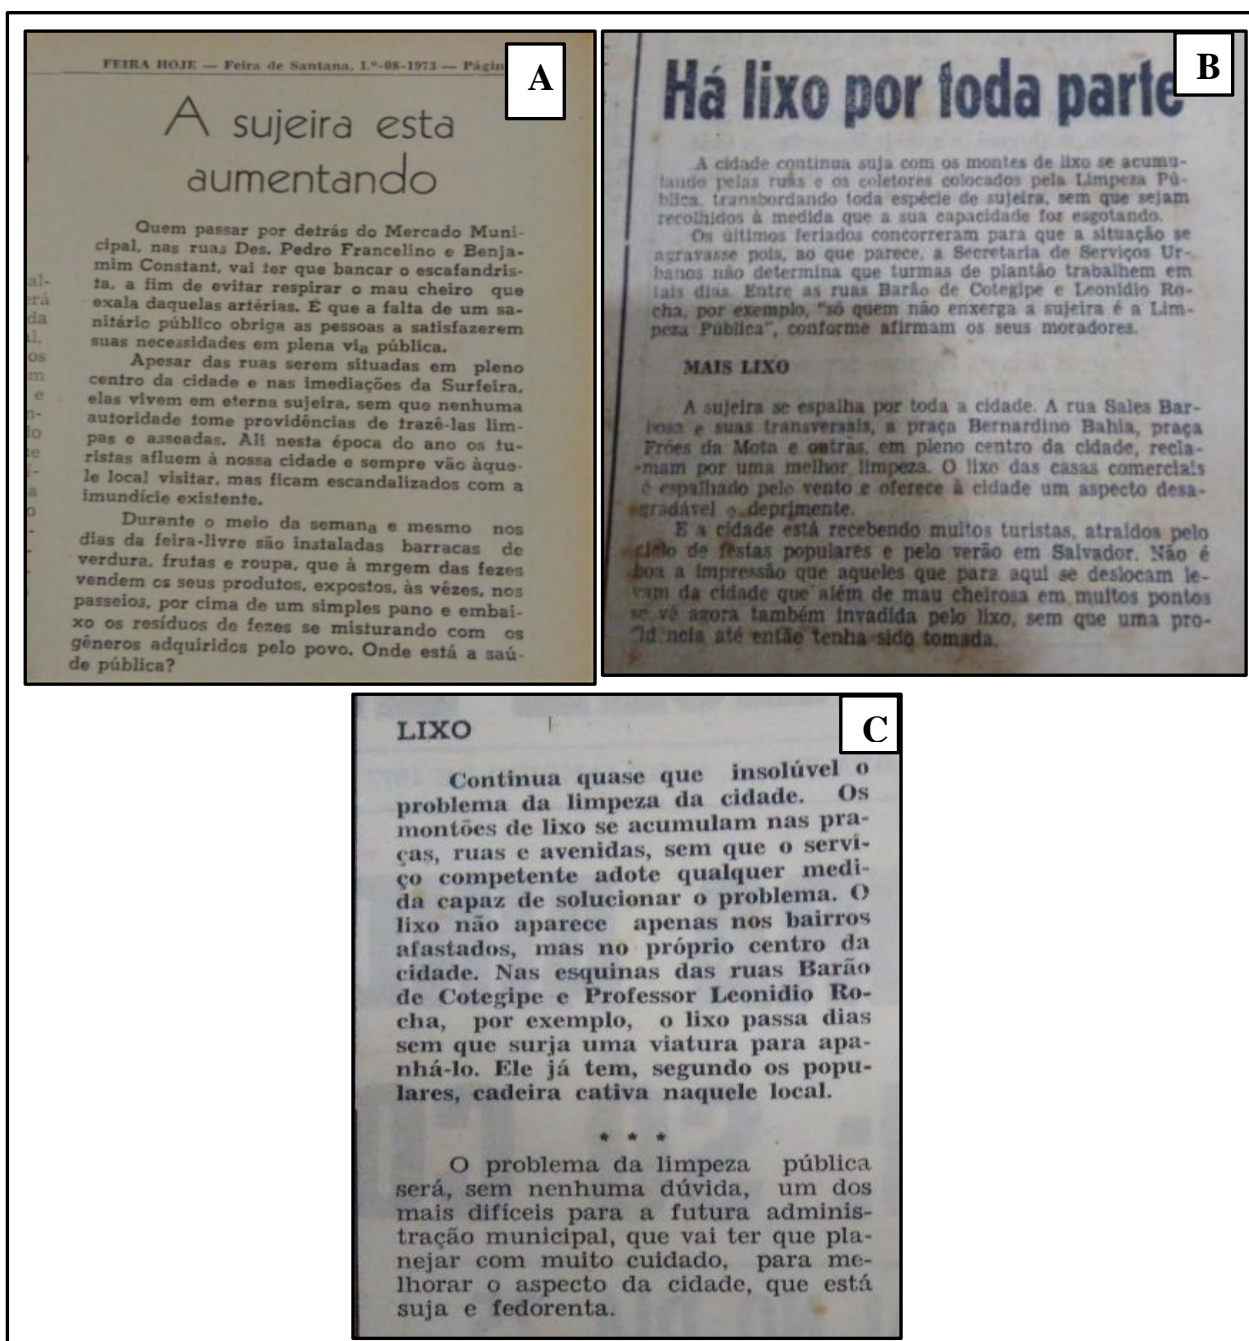 A
FEIRA HOJE — Feira de Santana, 1.º-08-1973 — Págin
A sujeira esta
aumentando
Quem passar por detrás do Mercado Muni-
cipal, nas ruas Des. Pedro Francelino e Benja-
mim Constant, vai ter que bancar o escafandris-
ta, a fim de evitar respirar o mau cheiro que
exala daquelas artérias. É que a falta de um sa-
nitário público obriga as pessoas a satisfazerem
suas necessidades em plena via pública.
Apesar das ruas serem situadas em pleno
centro da cidade e nas imediações da Surfeira,
elas vivem em eterna sujeira, sem que nenhuma
autoridade tome providências de trazê-las lim-
pas e asseadas. Ali nesta época do ano os tu-
ristas afluem à nossa cidade e sempre vão àque-
le local visitar, mas ficam escandalizados com a
imundície existente.
Durante o meio da semana e mesmo nos
dias da feira-livre são instaladas barracas de
verdura, frutas e roupa, que à mrgem das fezes
vendem os seus produtos, expostos, às vêzes, nos
passeios, por cima de um simples pano e embai-
xo os resíduos de fezes se misturando com os
gêneros adquiridos pelo povo. Onde está a saú-
de pública?
B
Há lixo por toda parte
A cidade continua suja com os montes de lixo se acumu-
lando pelas ruas e os coletores colocados pela Limpeza Pú-
blica, transbordando toda espécie de sujeira, sem que sejam
recolhidos à medida que a sua capacidade for esgotando.
Os últimos feriados concorreram para que a situação se
agravasse pois, ao que parece, a Secretaria de Serviços Ur-
banos não determina que turmas de plantão trabalhem em
tais dias. Entre as ruas Barão de Cotegipe e Leonidio Ro-
cha, por exemplo, "só quem não enxerga a sujeira é a Lim-
peza Pública", conforme afirmam os seus moradores.
MAIS LIXO
A sujeira se espalha por toda a cidade. A rua Sales Bar-
bosa e suas transversais, a praça Bernardino Bahia, praça
Fróes da Mota e outras, em pleno centro da cidade, recla-
mam por uma melhor limpeza. O lixo das casas comerciais
é espalhado pelo vento e oferece à cidade um aspecto desa-
gradável e deprimente.
E a cidade está recebendo muitos turistas, atraídos pelo
ciclo de festas populares e pelo verão em Salvador. Não é
boa a impressão que aqueles que para aqui se deslocam le-
vam da cidade que além de mau cheirosa em muitos pontos
se vê agora também invadida pelo lixo, sem que uma pro-
vidência até então tenha sido tomada.
C
LIXO
Continua quase que insolúvel o
problema da limpeza da cidade. Os
montões de lixo se acumulam nas pra-
ças, ruas e avenidas, sem que o servi-
ço competente adote qualquer medi-
da capaz de solucionar o problema. O
lixo não aparece apenas nos bairros
afastados, mas no próprio centro da
cidade. Nas esquinas das ruas Barão
de Cotegipe e Professor Leonidio Ro-
cha, por exemplo, o lixo passa dias
sem que surja uma viatura para apa-
nhá-lo. Ele já tem, segundo os popu-
lares, cadeira cativa naquele local.
* * *
O problema da limpeza pública
será, sem nenhuma dúvida, um dos
mais difíceis para a futura adminis-
tração municipal, que vai ter que pla-
nejar com muito cuidado, para me-
lhorar o aspecto da cidade, que está
suja e fedorenta.